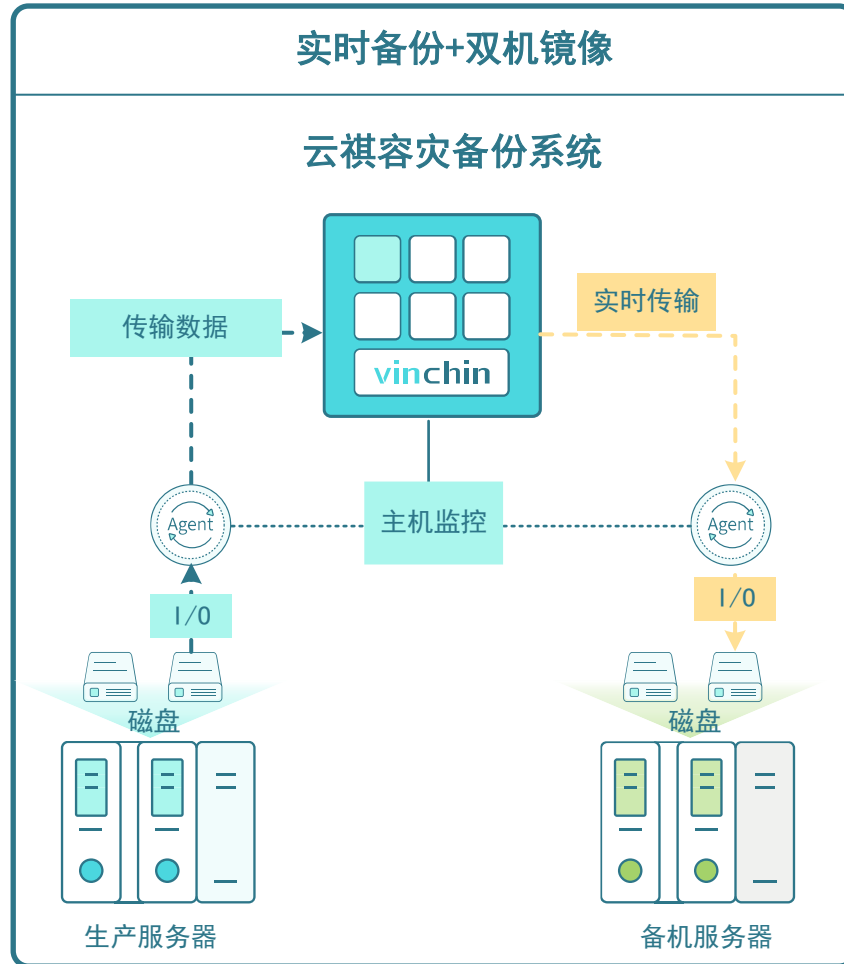 实时备份+双机镜像
云祺容灾备份系统
传输数据
实时传输
vinchin
Agent
主机监控
Agent
I/O
I/O
磁盘
磁盘
生产服务器
备机服务器